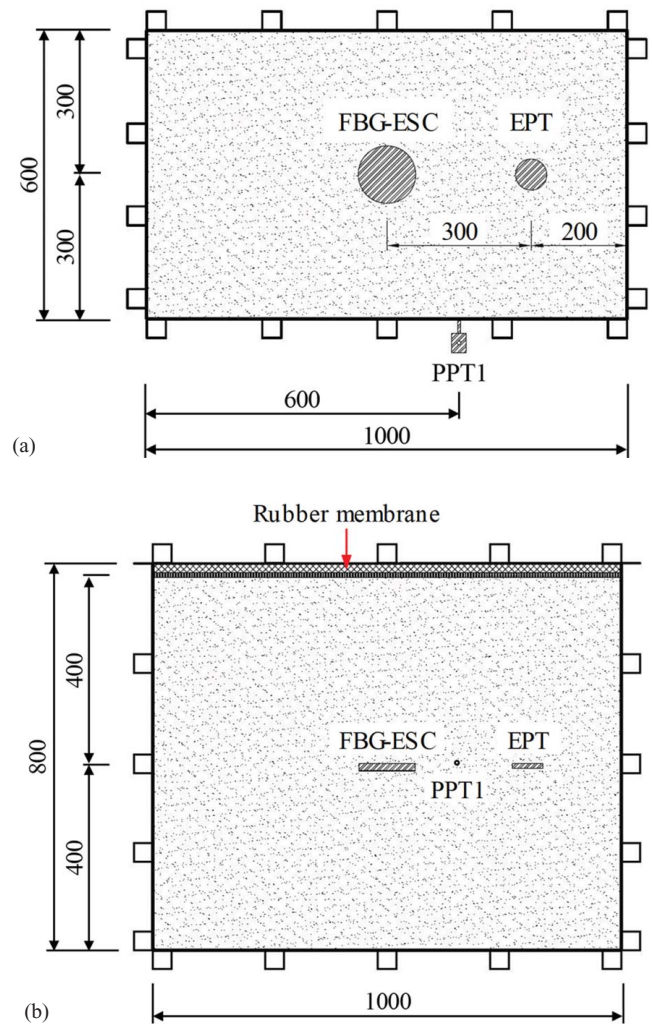 FBG-ESC
EPT
300
600
300
300
200
PPT1
600
1000
(a)
Rubber membrane
400
800
FBG-ESC
EPT
PPT1
400
1000
(b)